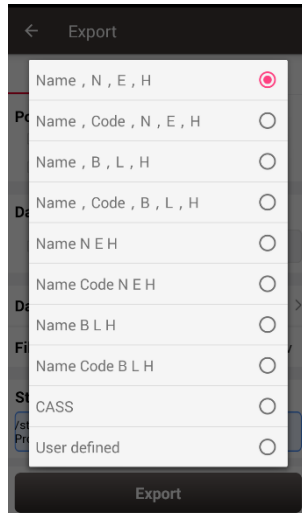 Export
Name , N , E , H
Name , Code , N , E , H
Name , B , L , H
Name , Code , B , L , H
Name N E H
Name Code N E H
Name B L H
Name Code B L H
CASS
User defined
Export